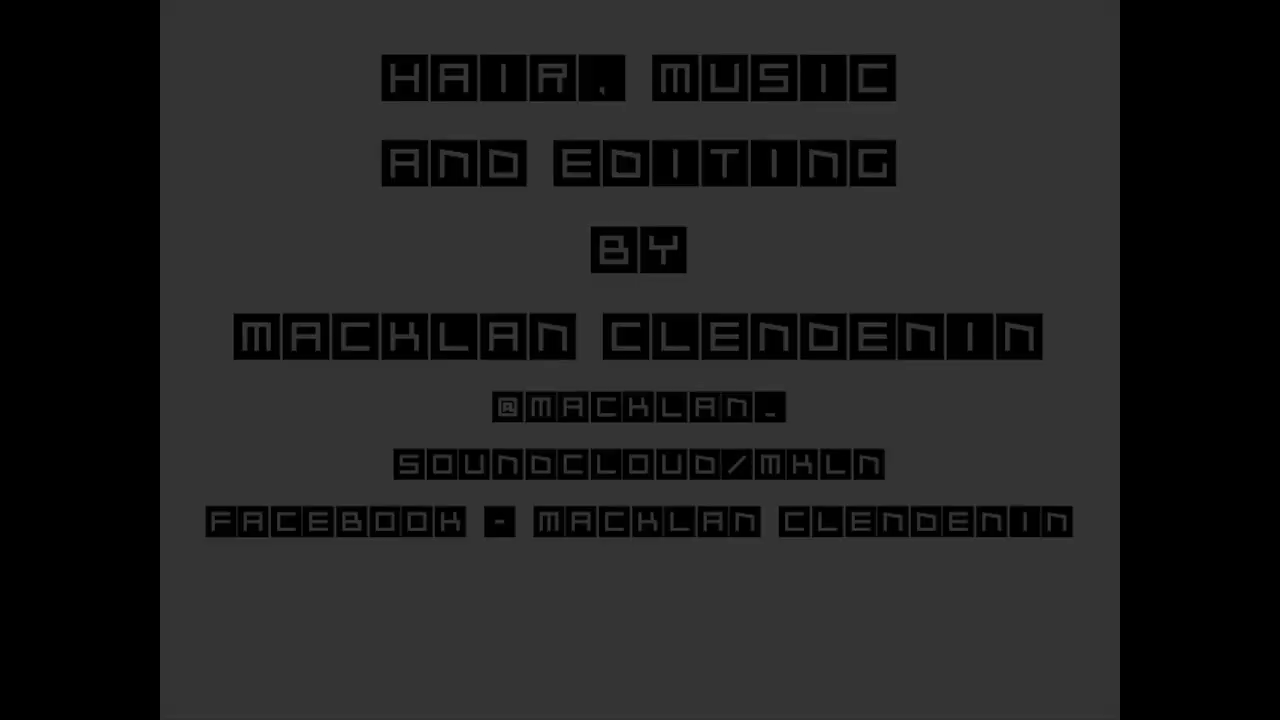 HAIR, MUSIC
AND EDITING
BY
MACKLAN CLENDENIN
@MACKLAN_
SOUNDCLOUD/MKLN
FACEBOOK - MACKLAN CLENDENIN